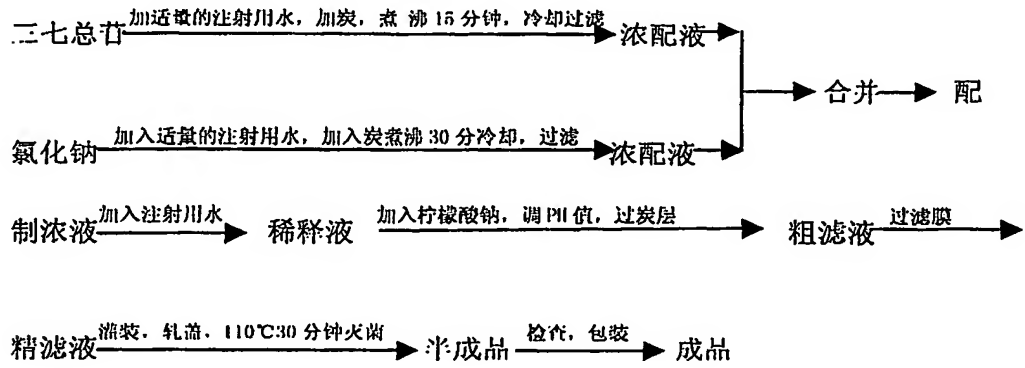 加适量的注射用水，加炭，煮沸15分钟，冷却过滤
三七总苷 浓配液
合并 配
加入适量的注射用水，加入炭煮沸30分冷却，过滤
氯化钠 浓配液
加入注射用水 加入柠檬酸钠，调PH值，过炭层 过滤膜
制浓液 稀释液 粗滤液
灌装，轧盖，110℃30分钟灭菌 检查，包装
精滤液 半成品 成品